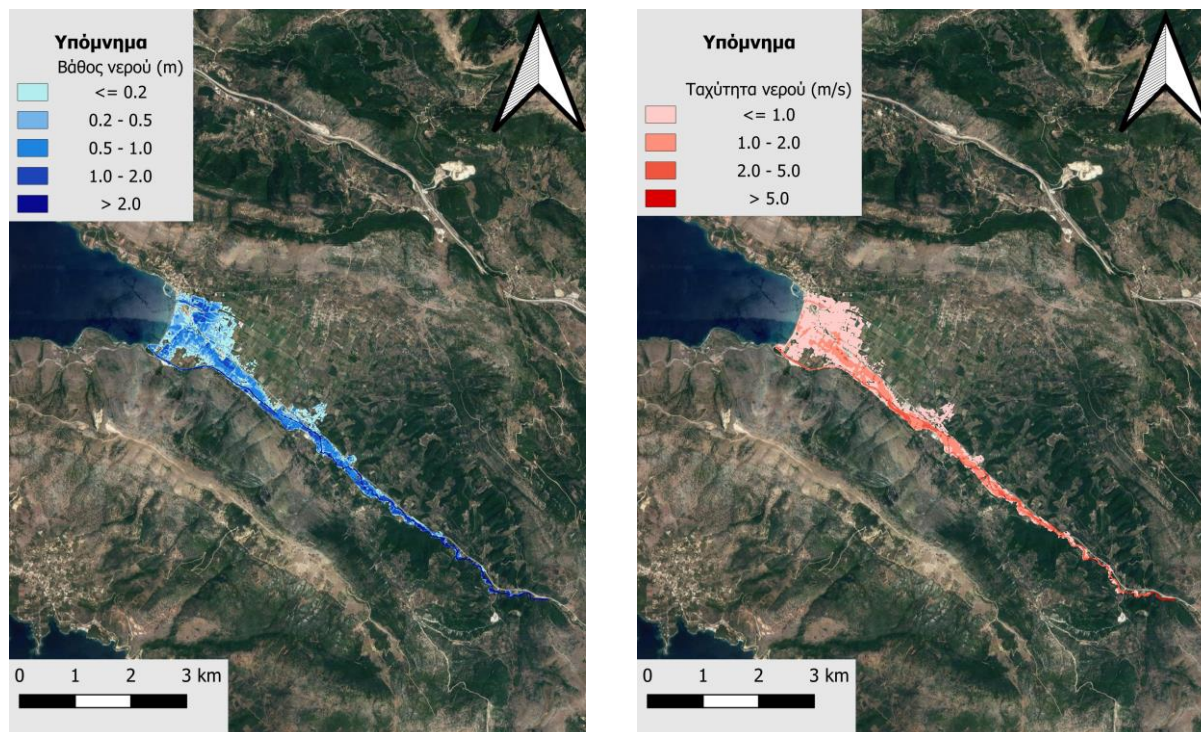 Υπόμνημα
Βάθος νερού (m)
<= 0.2
0.2 - 0.5
0.5 - 1.0
1.0 - 2.0
> 2.0
0 1 2 3 km
Υπόμνημα
Ταχύτητα νερού (m/s)
<= 1.0
1.0 - 2.0
2.0 - 5.0
> 5.0
0 1 2 3 km